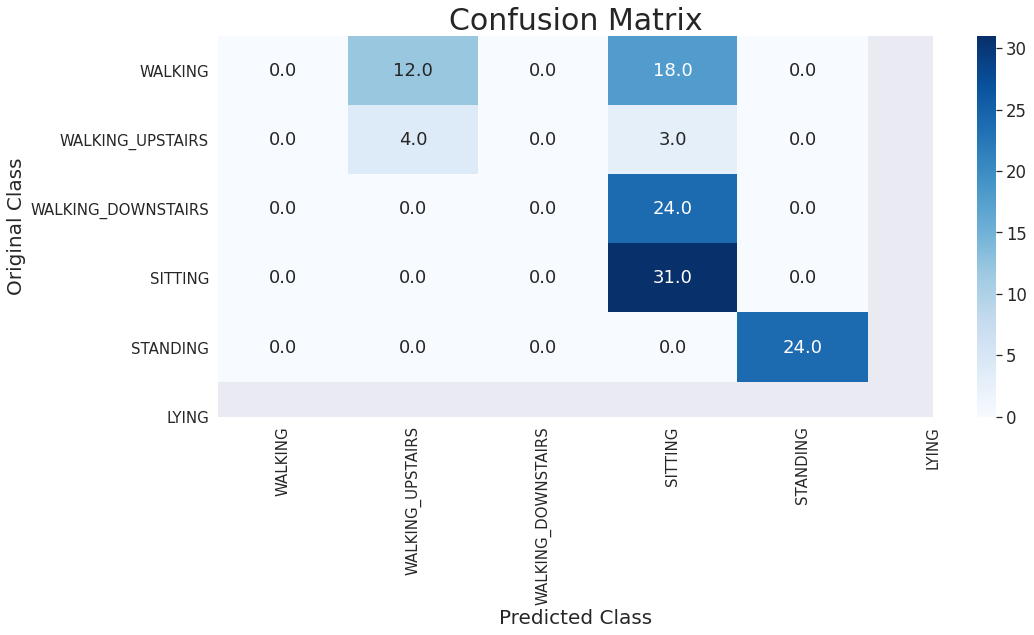 Confusion Matrix
Original Class
WALKING 0.0 12.0 0.0 18.0 0.0
WALKING_UPSTAIRS 0.0 4.0 0.0 3.0 0.0
WALKING_DOWNSTAIRS 0.0 0.0 0.0 24.0 0.0
SITTING 0.0 0.0 0.0 31.0 0.0
STANDING 0.0 0.0 0.0 0.0 24.0
LYING
WALKING
WALKING_UPSTAIRS
WALKING_DOWNSTAIRS
SITTING
STANDING
LYING
Predicted Class
30
25
20
15
10
5
0